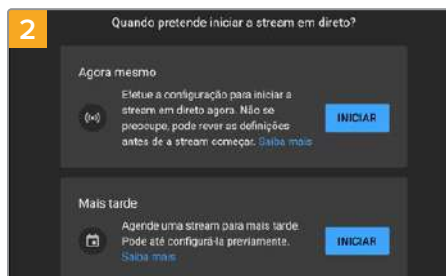 2
Quando pretende iniciar a stream em direto?
Agora mesmo
Efetue a configuração para iniciar a
stream em direto agora. Não se
preocupe, pode rever as definições
antes de a stream começar. Saiba mais
INICIAR
Mais tarde
Agende uma stream para mais tarde.
Pode até configurá-la previamente.
Saiba mais
INICIAR